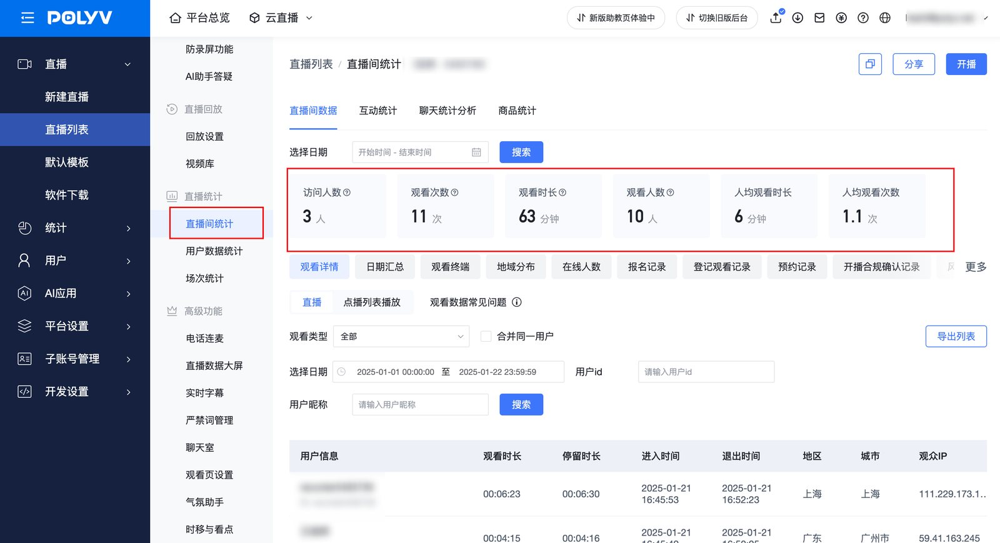 POLYV
平台总览
云直播
新版助教页体验中
切换旧版后台
直播
新建直播
直播列表
默认模板
软件下载
统计
用户
AI应用
平台设置
子账号管理
开发设置
防录屏功能
AI助手答疑
直播回放
回放设置
视频库
直播统计
直播间统计
用户数据统计
场次统计
高级功能
电话连麦
直播数据大屏
实时字幕
严禁词管理
聊天室
观看页设置
气氛助手
时移与看点
直播列表 / 直播间统计
分享
开播
直播间数据
互动统计
聊天统计分析
商品统计
选择日期
开始时间 - 结束时间
搜索
访问人数
3 人
观看次数
11 次
观看时长
63 分钟
观看人数
10 人
人均观看时长
6 分钟
人均观看次数
1.1 次
观看详情
日期汇总
观看终端
地域分布
在线人数
报名记录
登记观看记录
预约记录
开播合规确认记录
更多
直播
点播列表播放
观看数据常见问题
观看类型
全部
合并同一用户
导出列表
选择日期
2025-01-01 00:00:00 至 2025-01-22 23:59:59
用户id
请输入用户id
用户昵称
请输入用户昵称
搜索
用户信息 观看时长 停留时长 进入时间 退出时间 地区 城市 观众IP
00:06:23 00:06:30 2025-01-21 16:45:53 2025-01-21 16:52:23 上海 上海 111.229.173.1..
00:04:15 00:04:16 2025-01-21 2025-01-21 广东 广州市 59.41.163.245